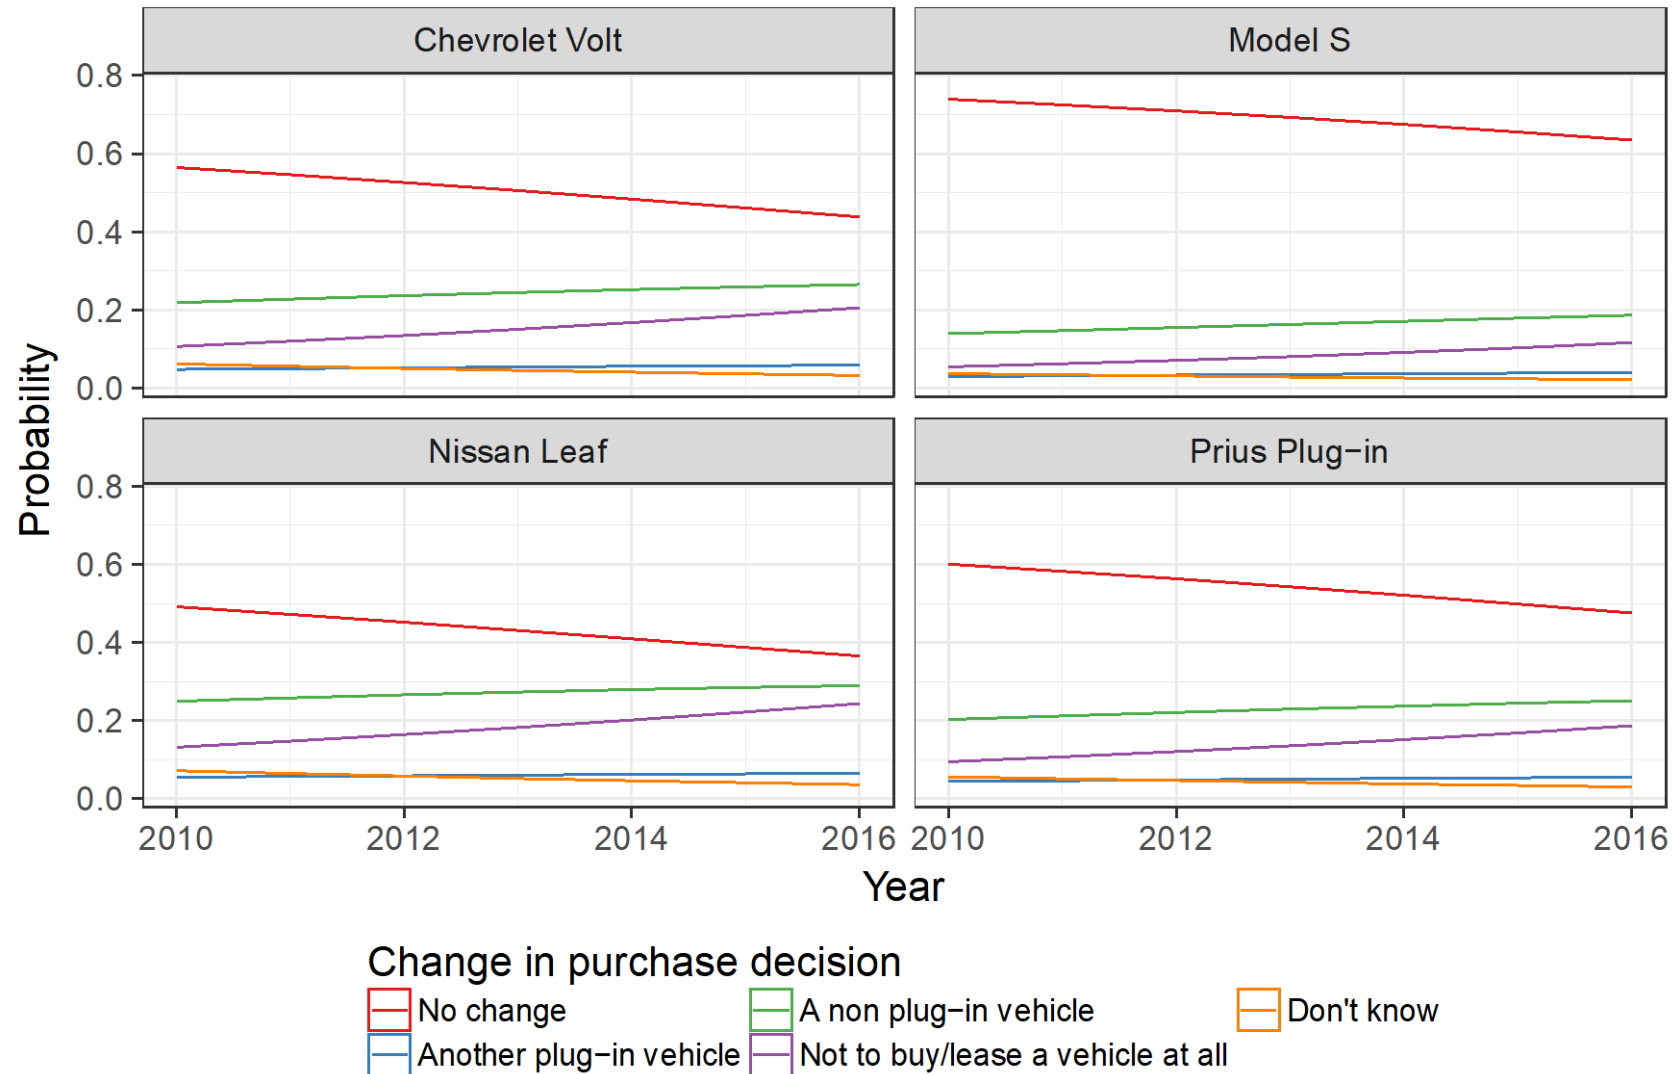 Chevrolet Volt
Model S
0.8
0.6
0.4
0.2
0.0
Nissan Leaf
Prius Plug−in
0.8
0.6
0.4
0.2
0.0
Probability
2010 2012 2014 2016 2010 2012 2014 2016
Year
Change in purchase decision
No change
A non plug−in vehicle
Don't know
Another plug−in vehicle
Not to buy/lease a vehicle at all